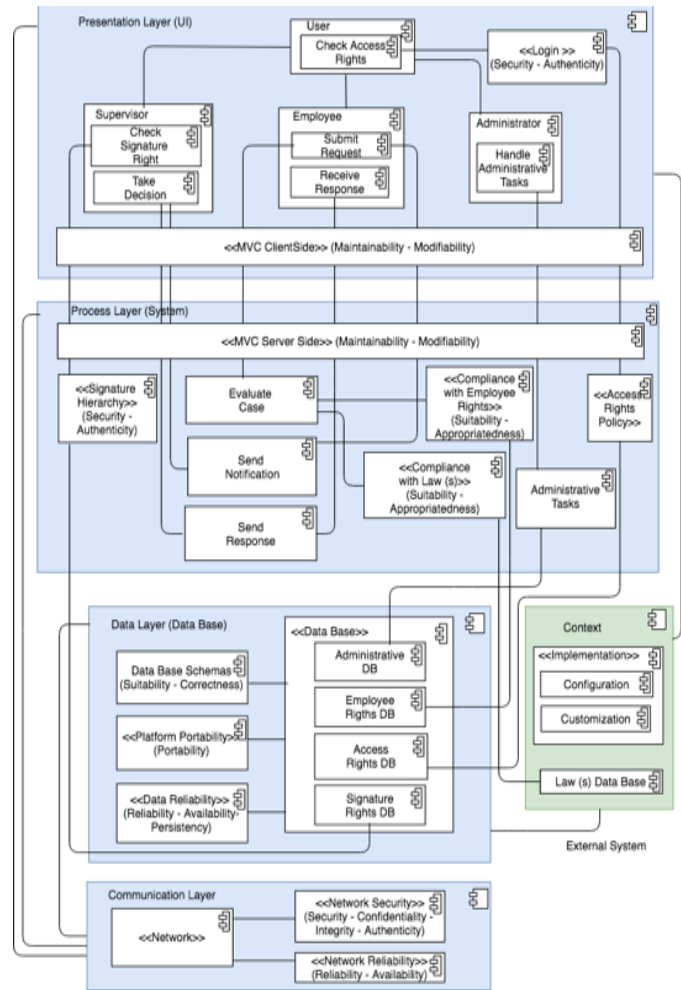 Presentation Layer (UI)
User
Check Access
Rights
<<Login >>
(Security - Authenticity)
Supervisor
Check
Signature
Right
Take
Decision
Employee
Submit
Request
Receive
Response
Administrator
Handle
Administrative
Tasks
<<MVC ClientSide>> (Maintainability - Modifiability)
Process Layer (System)
<<MVC Server Side>> (Maintainability - Modifiability)
<<Signature
Hierarchy>>
(Security -
Authenticity)
Evaluate
Case
<<Compliance
with Employee
Rights>>
(Suitability -
Appropriatedness)
<<Access
Rights
Policy>>
Send
Notification
<<Compliance
with Law (s)>>
(Suitability -
Appropriatedness)
Administrative
Tasks
Send
Response
Data Layer (Data Base)
<<Data Base>>
Administrative
DB
Data Base Schemas
(Suitability - Correctness)
Employee
Rigths DB
<<Platform Portability>>
(Portability)
Access
Rights DB
<<Data Reliability>>
(Reliability - Availability-
Persistency)
Signature
Rights DB
Context
<<Implementation>>
Configuration
Customization
Law (s) Data Base
External System
Communication Layer
<<Network>>
<<Network Security>>
(Security - Confidentiality -
Integrity - Authenticity)
<<Network Reliability>>
(Reliability - Availability)